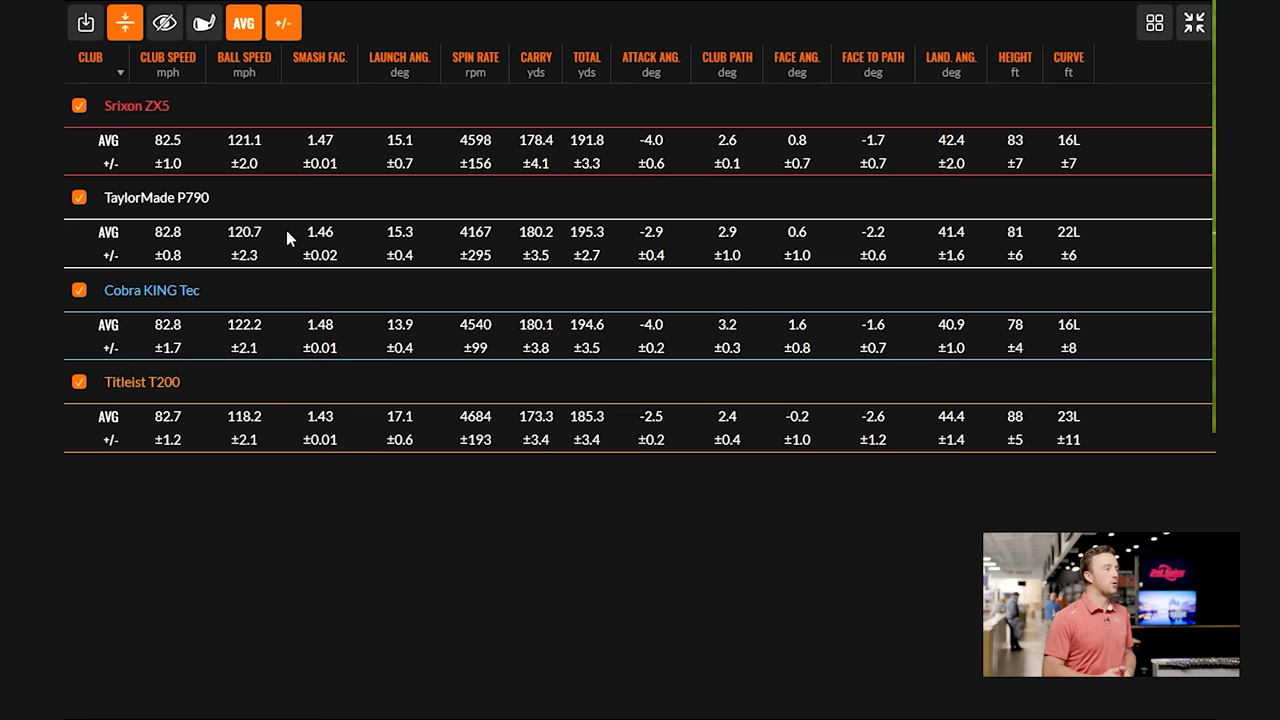 AVG +/-
CLUB CLUB SPEED BALL SPEED SMASH FAC. LAUNCH ANG. SPIN RATE CARRY TOTAL ATTACK ANG. CLUB PATH FACE ANG. FACE TO PATH LAND. ANG. HEIGHT CURVE
mph mph deg rpm yds yds deg deg deg deg deg ft ft
Srixon ZX5
AVG 82.5 121.1 1.47 15.1 4598 178.4 191.8 -4.0 2.6 0.8 -1.7 42.4 83 16L
+/- ±1.0 ±2.0 ±0.01 ±0.7 ±156 ±4.1 ±3.3 ±0.6 ±0.1 ±0.7 ±0.7 ±2.0 ±7 ±7
TaylorMade P790
AVG 82.8 120.7 1.46 15.3 4167 180.2 195.3 -2.9 2.9 0.6 -2.2 41.4 81 22L
+/- ±0.8 ±2.3 ±0.02 ±0.4 ±295 ±3.5 ±2.7 ±0.4 ±1.0 ±1.0 ±0.6 ±1.6 ±6 ±6
Cobra KING Tec
AVG 82.8 122.2 1.48 13.9 4540 180.1 194.6 -4.0 3.2 1.6 -1.6 40.9 78 16L
+/- ±1.7 ±2.1 ±0.01 ±0.4 ±99 ±3.8 ±3.5 ±0.2 ±0.3 ±0.8 ±0.7 ±1.0 ±4 ±8
Titleist T200
AVG 82.7 118.2 1.43 17.1 4684 173.3 185.3 -2.5 2.4 -0.2 -2.6 44.4 88 23L
+/- ±1.2 ±2.1 ±0.01 ±0.6 ±193 ±3.4 ±3.4 ±0.2 ±0.4 ±1.0 ±1.2 ±1.4 ±5 ±11